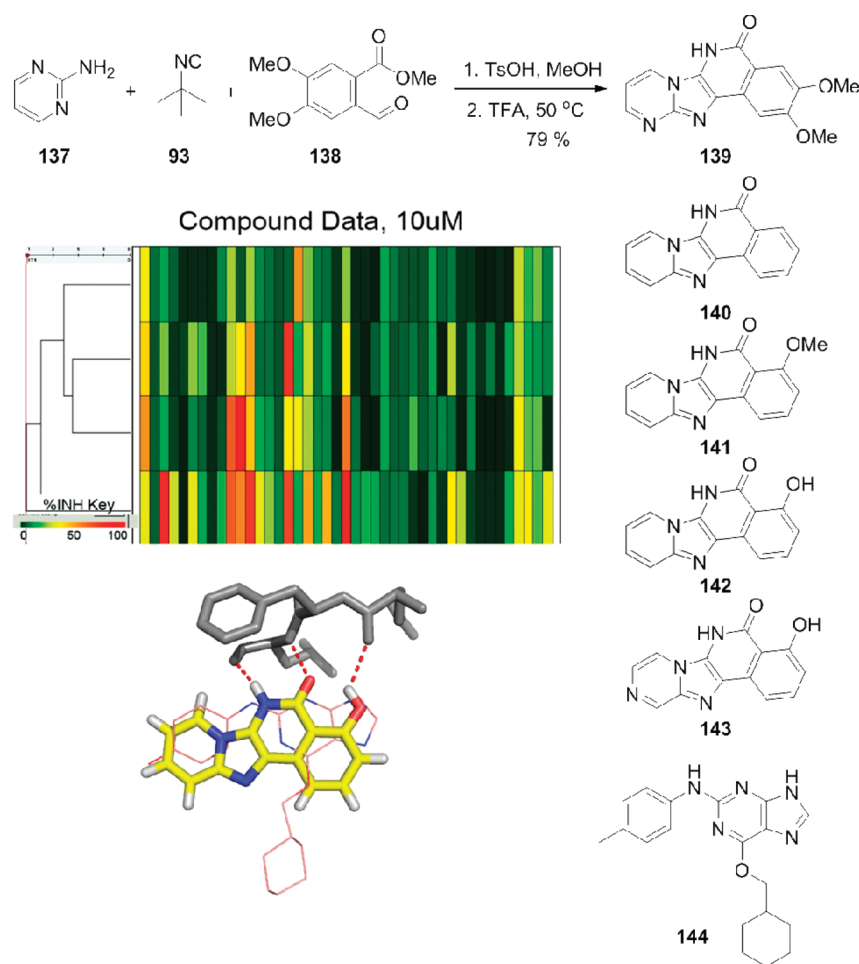 NH2
N
N
137
+
NC
93
MeO
MeO
O
OMe
O
138
1. TsOH, MeOH
2. TFA, 50 °C
79 %
HN
O
N
N
N
OMe
OMe
139
Compound Data, 10uM
%INH Key
0 50 100
HN
O
N
N
140
HN
O
OMe
N
N
141
HN
O
OH
N
N
142
HN
O
OH
N
N
N
143
H
N
N
N
H
N
N
O
144